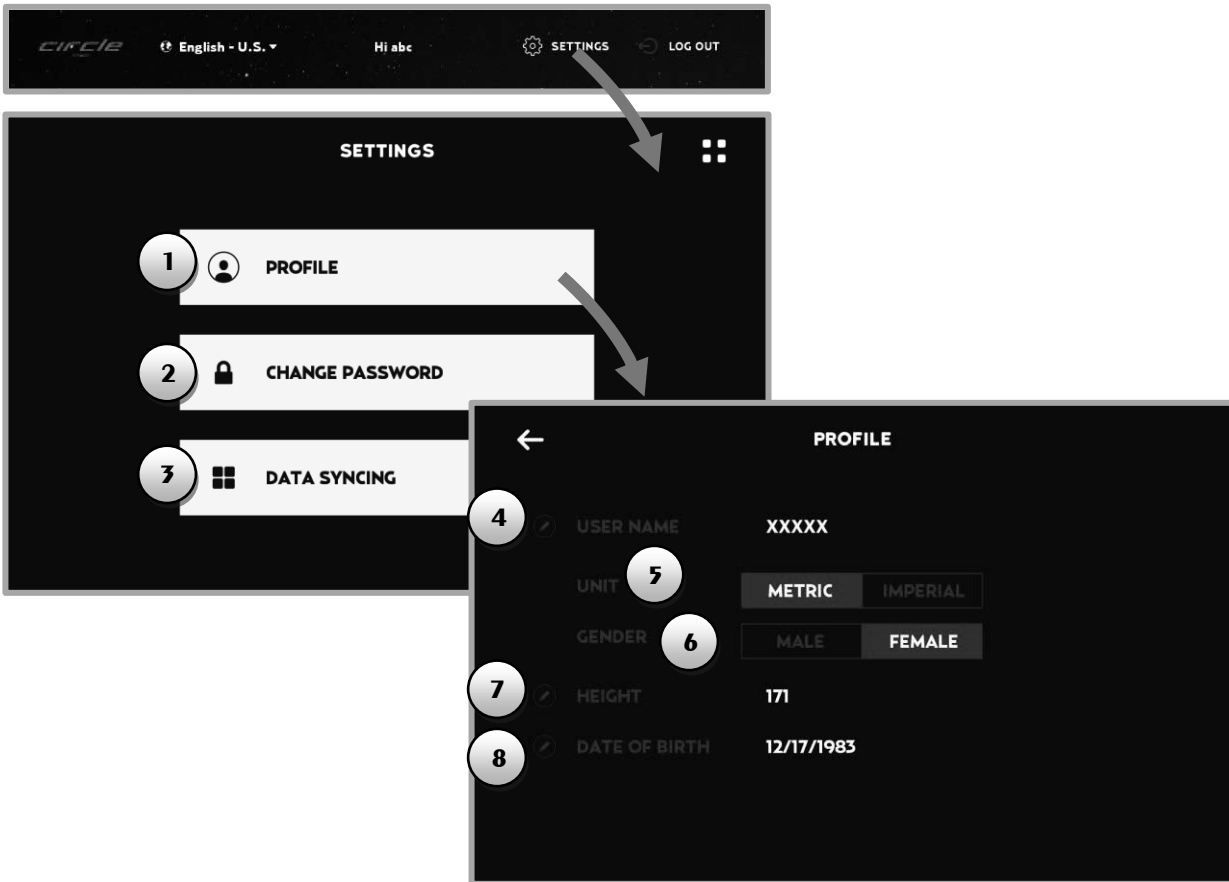 circle English - U.S. Hi abc SETTINGS LOG OUT
SETTINGS
1 PROFILE
2 CHANGE PASSWORD
3 DATA SYNCING
PROFILE
4 USER NAME XXXXX
UNIT 5 METRIC IMPERIAL
GENDER 6 MALE FEMALE
7 HEIGHT 171
8 DATE OF BIRTH 12/17/1983